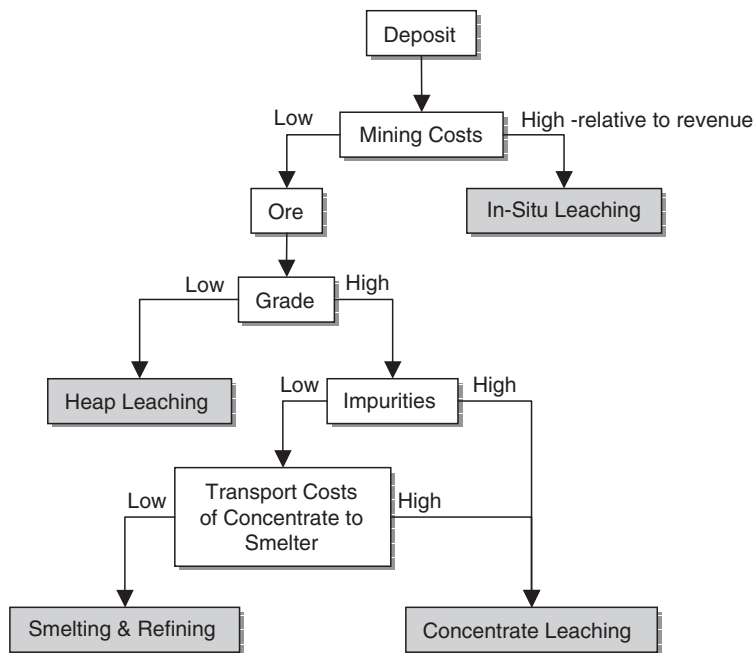 Deposit
Low
High -relative to revenue
Mining Costs
Ore
In-Situ Leaching
Low
High
Grade
Heap Leaching
Low
High
Impurities
Low
High
Transport Costs
of Concentrate to
Smelter
Smelting & Refining
Concentrate Leaching